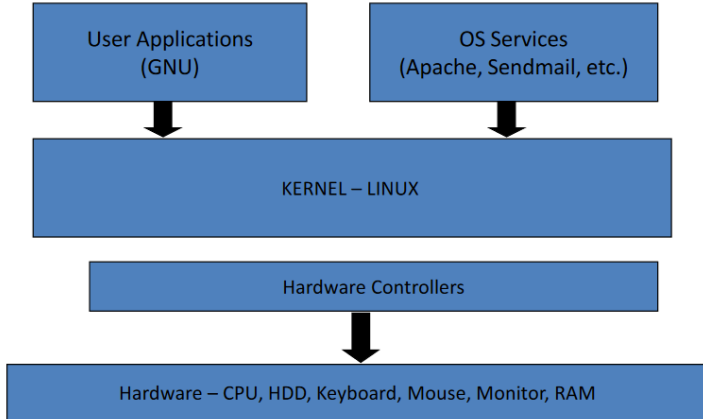 User Applications
(GNU)
OS Services
(Apache, Sendmail, etc.)
KERNEL – LINUX
Hardware Controllers
Hardware – CPU, HDD, Keyboard, Mouse, Monitor, RAM